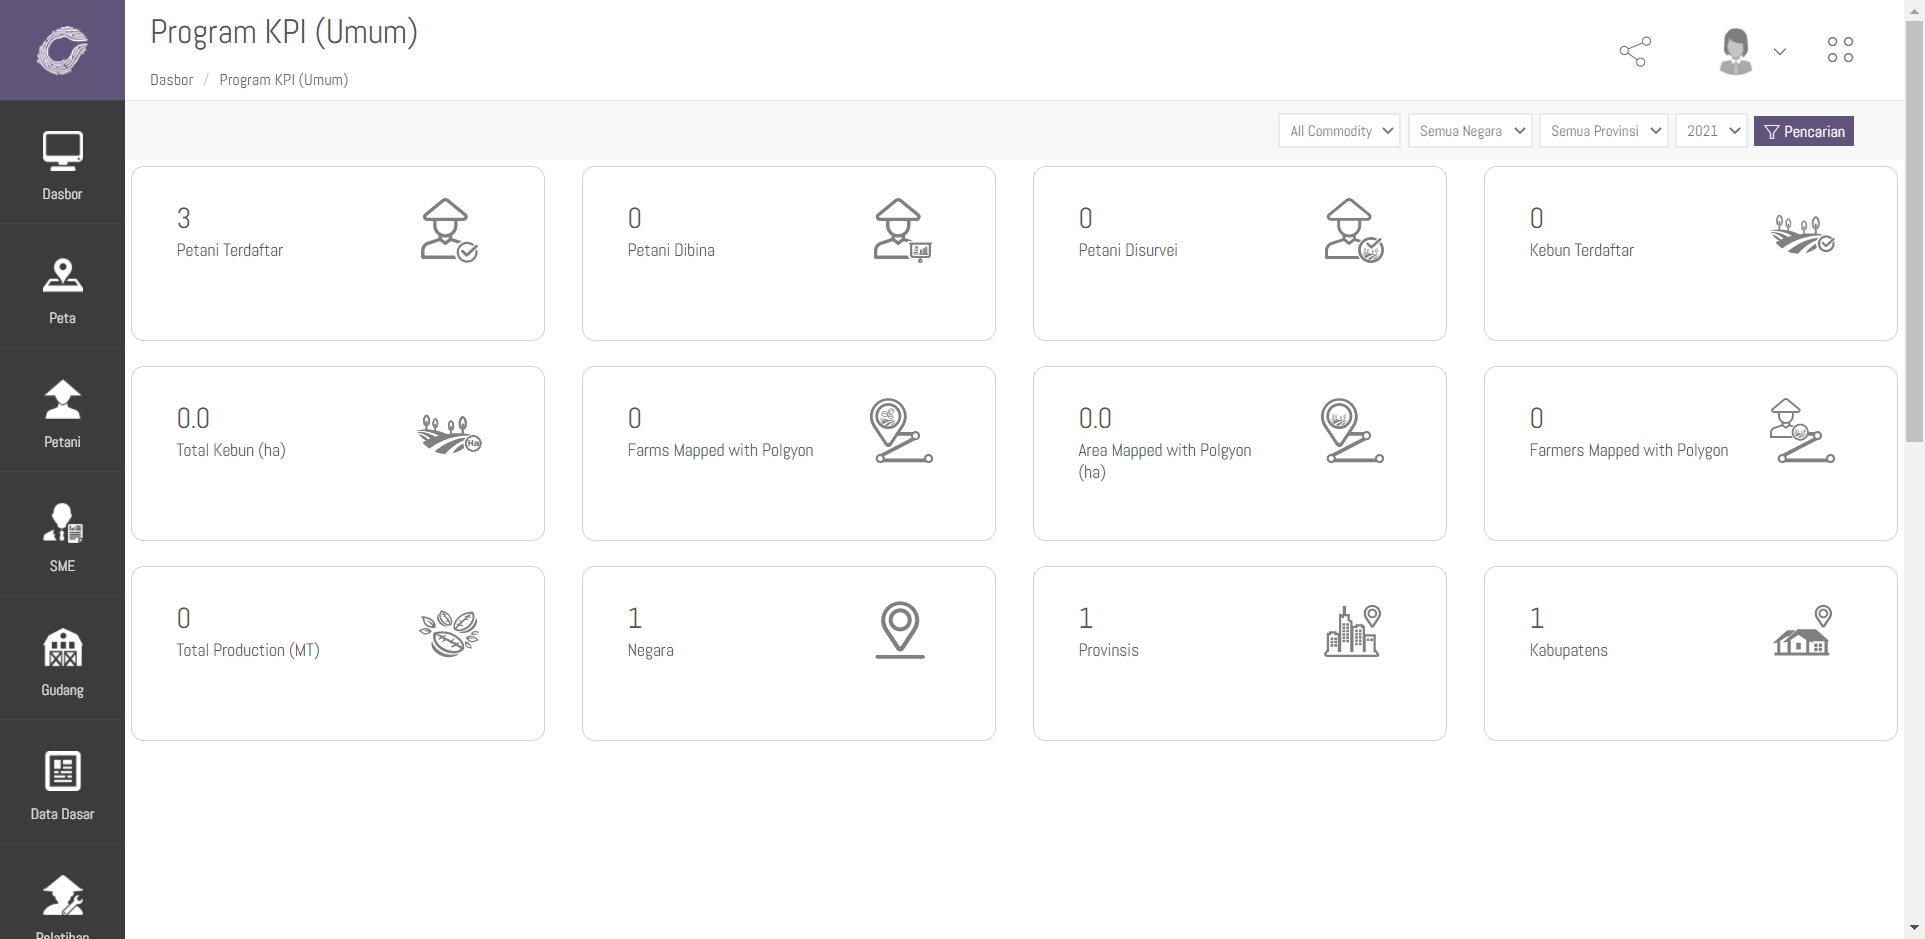 Program KPI (Umum)
Dasbor / Program KPI (Umum)
All Commodity
Semua Negara
Semua Provinsi
2021
Pencarian
Dasbor
Peta
Petani
SME
Gudang
Data Dasar
Pelatihan
3
Petani Terdaftar
0
Petani Dibina
0
Petani Disurvei
0
Kebun Terdaftar
0.0
Total Kebun (ha)
Ha
0
Farms Mapped with Polgyon
0.0
Area Mapped with Polgyon
(ha)
0
Farmers Mapped with Polygon
0
Total Production (MT)
1
Negara
1
Provinsis
1
Kabupatens